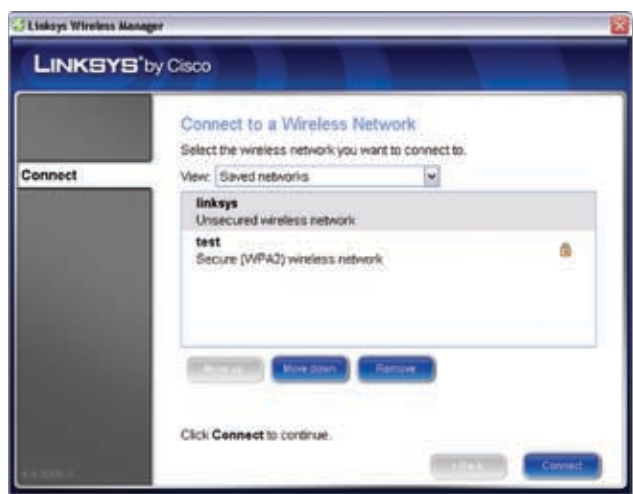 Linksys Wireless Manager
LINKSYS® by Cisco
Connect to a Wireless Network
Select the wireless network you want to connect to.
Connect
View: Saved networks
linksys
Unsecured wireless network
test
Secure (WPA2) wireless network
Move up Move down Remove
Click Connect to continue.
Connect